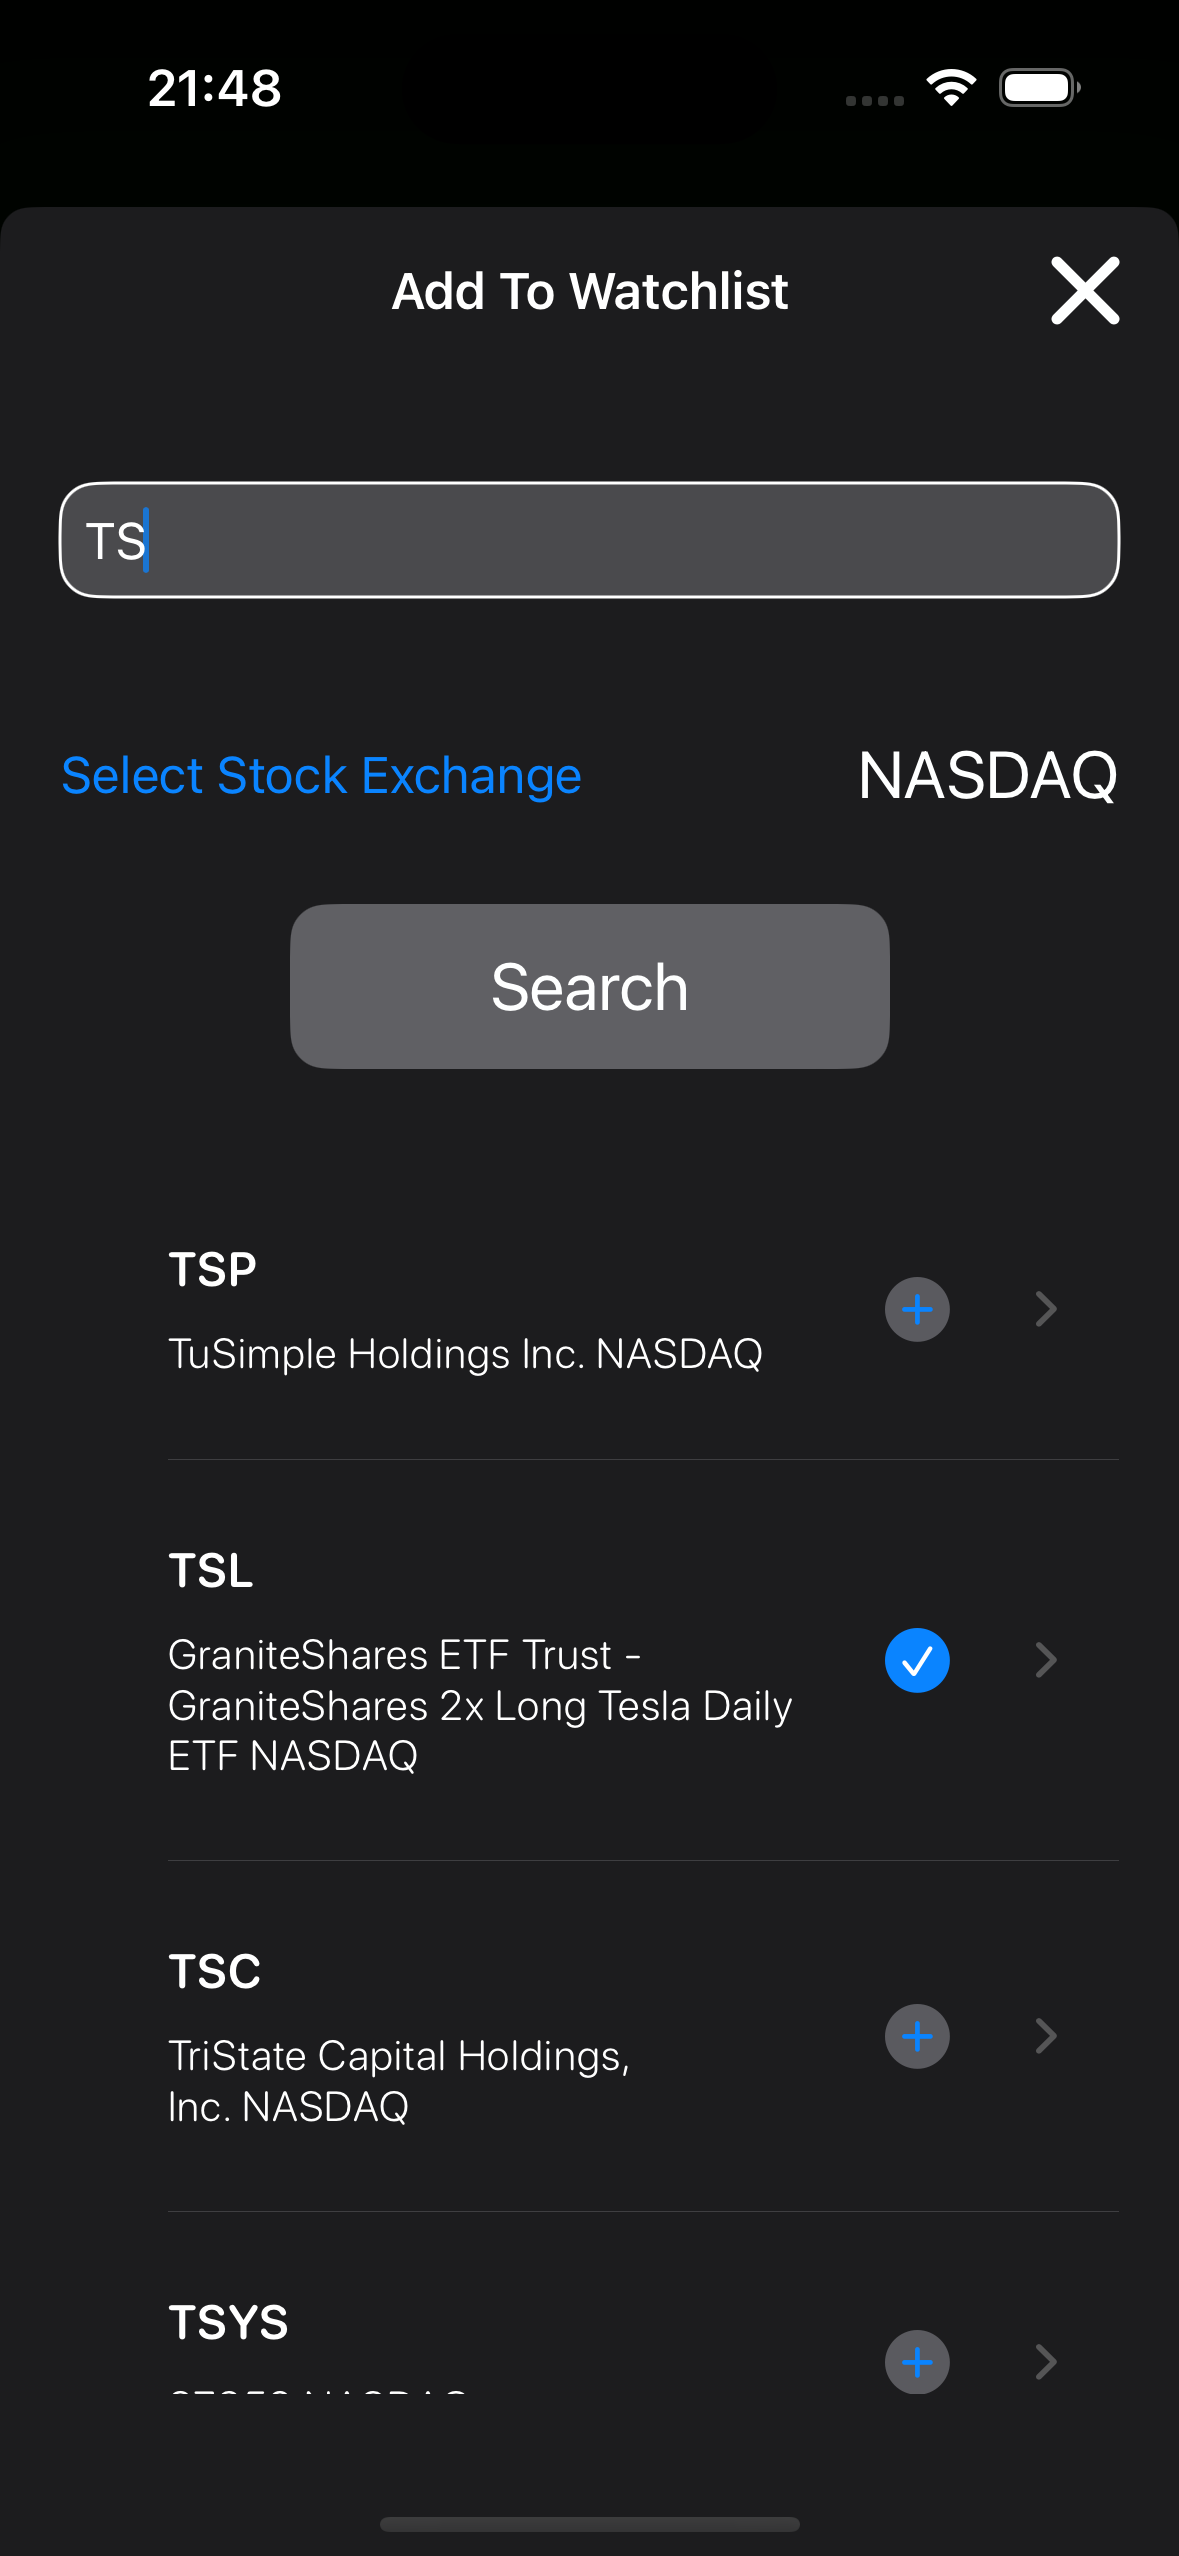 21:48
Add To Watchlist
TS
Select Stock Exchange
NASDAQ
Search
TSP
TuSimple Holdings Inc. NASDAQ
TSL
GraniteShares ETF Trust -
GraniteShares 2x Long Tesla Daily
ETF NASDAQ
TSC
TriState Capital Holdings,
Inc. NASDAQ
TSYS